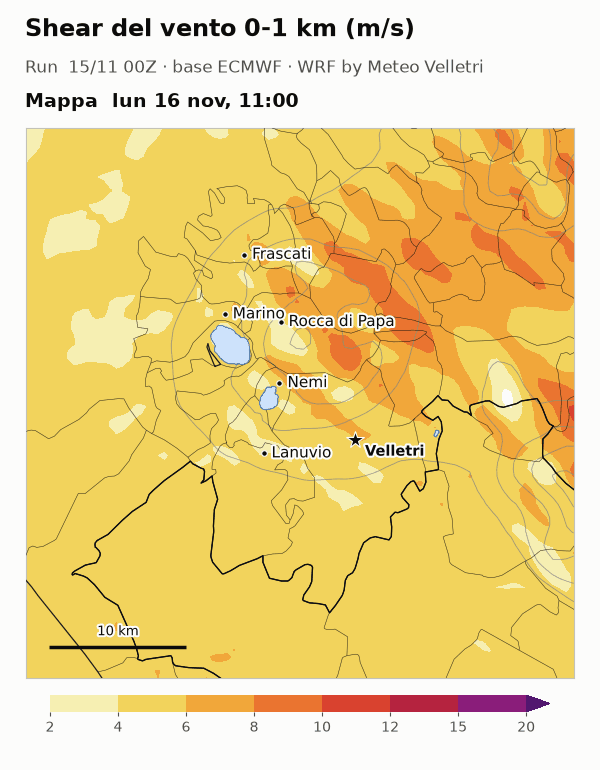 Shear del vento 0-1 km (m/s)
Run  15/11 00Z · base ECMWF · WRF by Meteo Velletri
Mappa  lun 16 nov, 11:00
Frascati
Marino
Rocca di Papa
Nemi
Velletri
Lanuvio
10 km
2 4 6 8 10 12 15 20